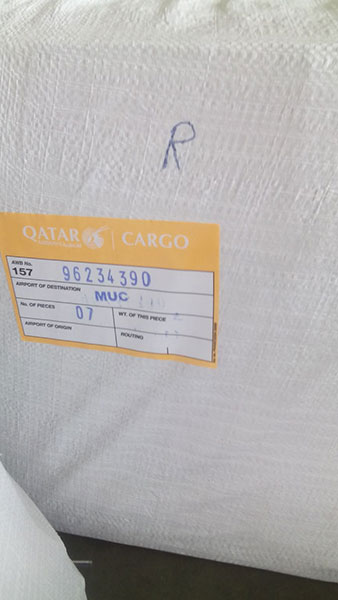 R
QATAR CARGO
AWB No.
157 96234390
AIRPORT OF DESTINATION
MUC
No. OF PIECES 07 WT. OF THIS PIECE
AIRPORT OF ORIGIN ROUTING